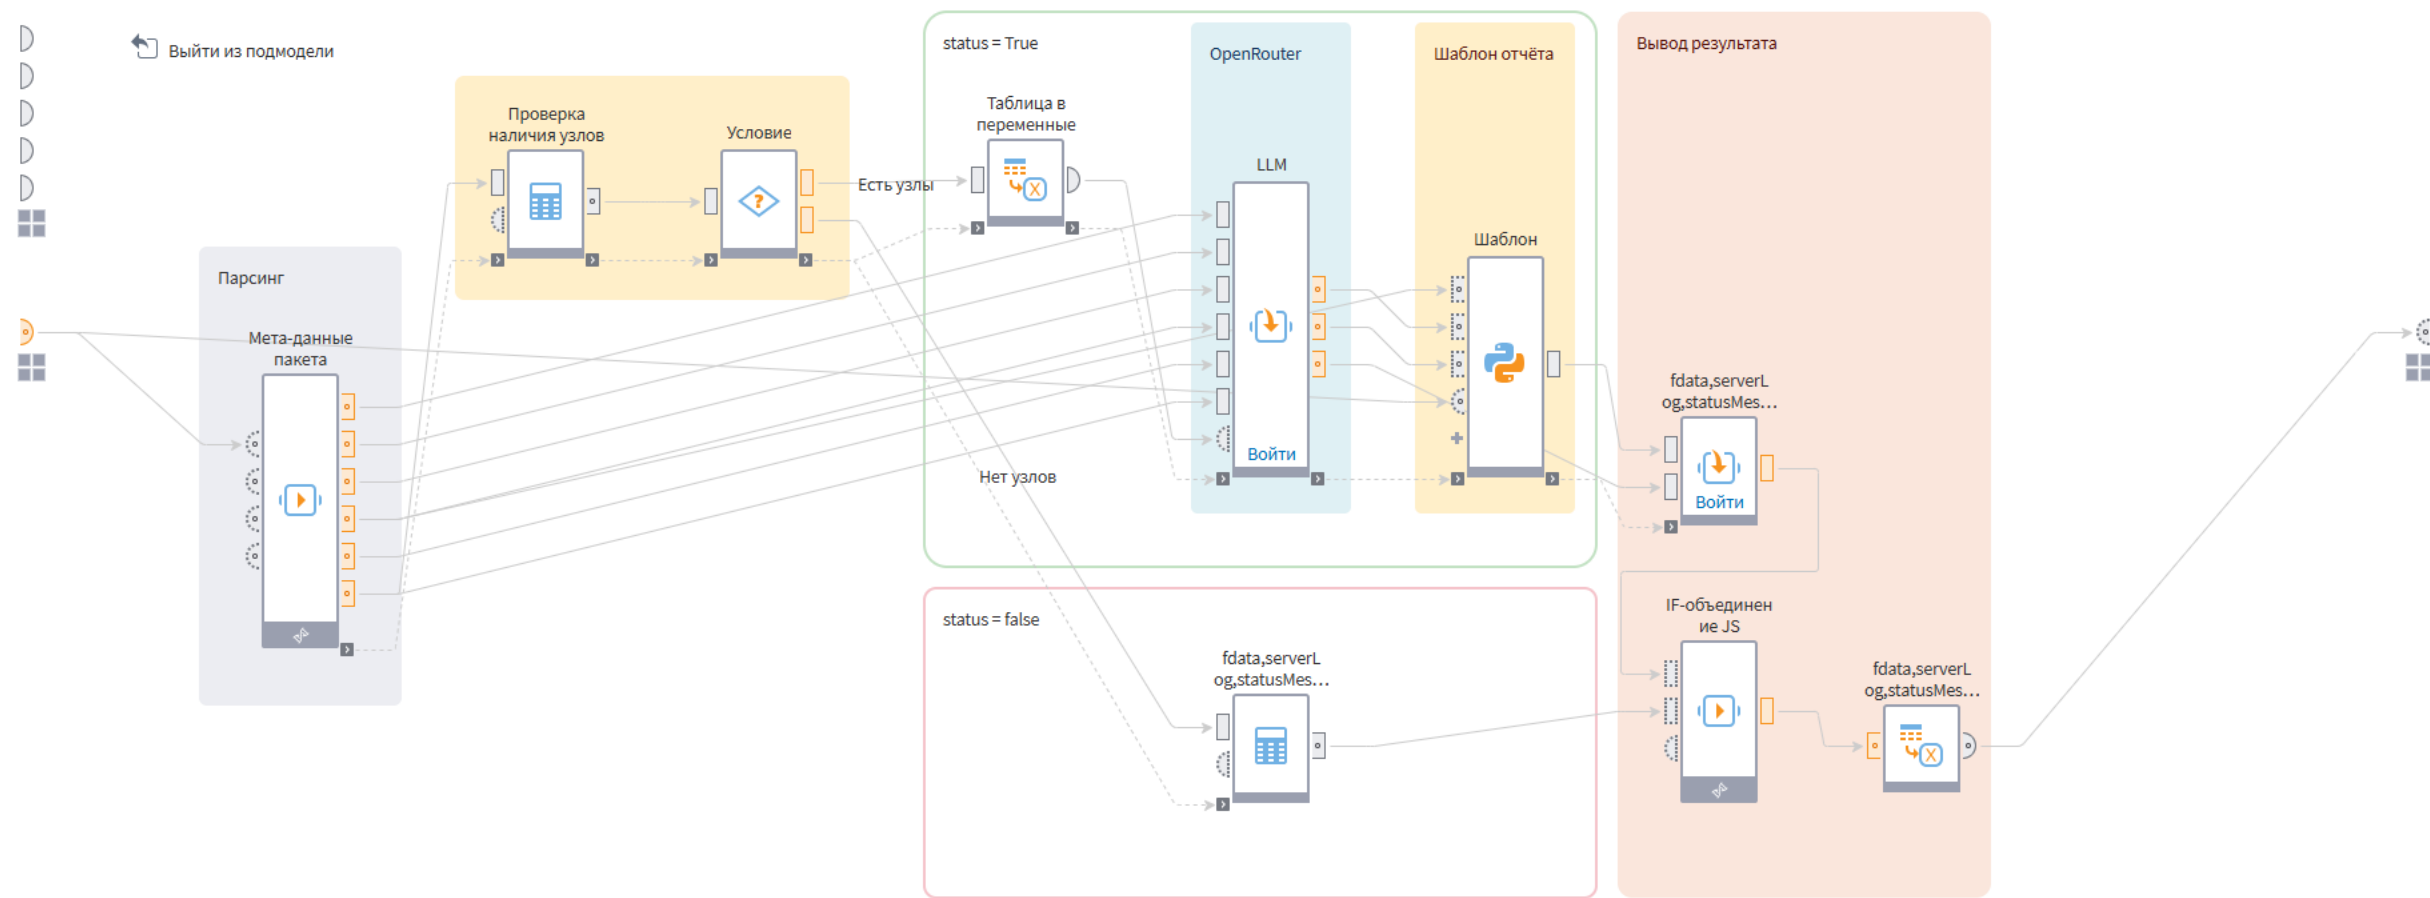 Выйти из подмодели
Парсинг
Мета-данные
пакета
Проверка
наличия узлов
Условие
Есть узлы
Нет узлов
status = True
Таблица в
переменные
OpenRouter
LLM
Войти
Шаблон отчёта
Шаблон
status = false
fdata,serverL
og,statusMes...
Вывод результата
fdata,serverL
og,statusMes...
Войти
IF-объединен
ие JS
fdata,serverL
og,statusMes...